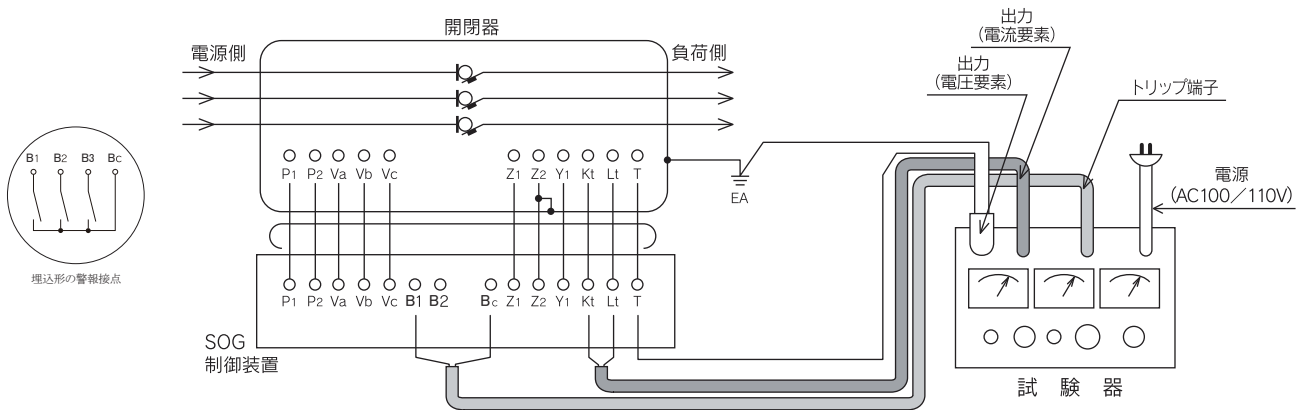 開閉器
電源側
負荷側
出力
(電流要素)
出力
(電圧要素)
トリップ端子
電源
(AC100/110V)
B1 B2 B3 BC
埋込形の警報接点
P1 P2 Va Vb Vc Z1 Z2 Y1 Kt Lt T
EA
P1 P2 Va Vb Vc B1 B2 Bc Z1 Z2 Y1 Kt Lt T
SOG
制御装置
試験器